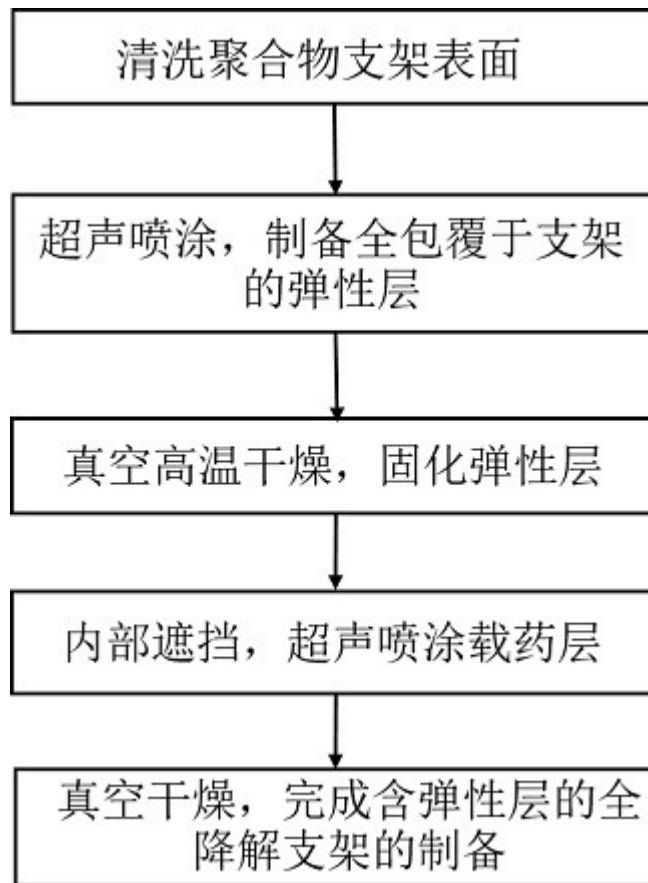 清洗聚合物支架表面
超声喷涂，制备全包覆于支架
的弹性层
真空高温干燥，固化弹性层
内部遮挡，超声喷涂载药层
真空干燥，完成含弹性层的全
降解支架的制备